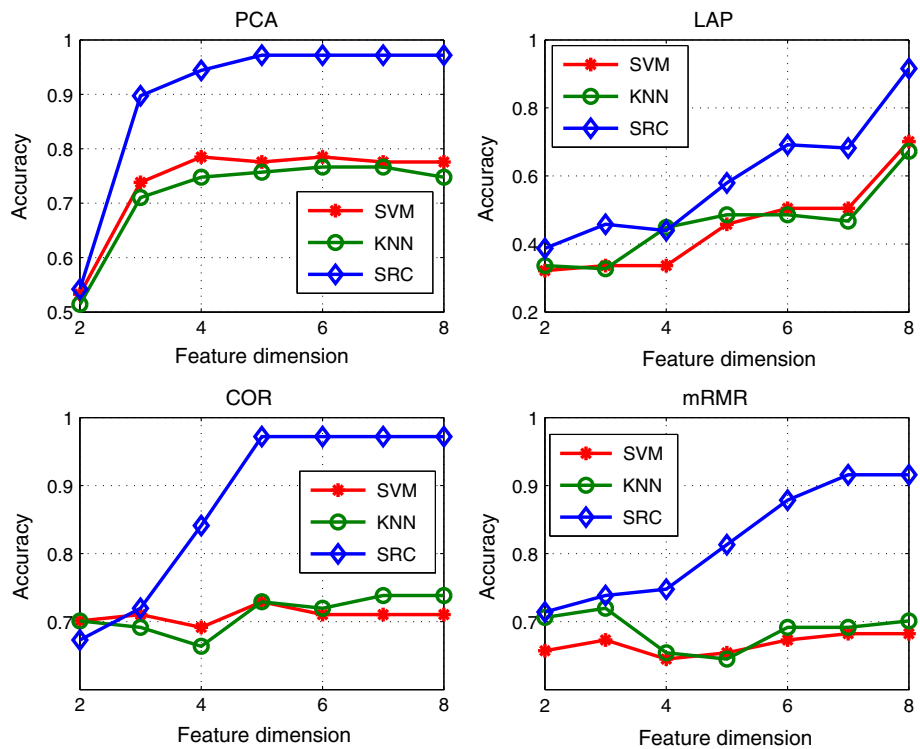 PCA
1
0.9
0.8
0.7
0.6
0.5
2
4
6
8
Accuracy
Feature dimension
SVM
KNN
SRC
LAP
1
0.8
0.6
0.4
0.2
2
4
6
8
Accuracy
Feature dimension
SVM
KNN
SRC
COR
1
0.9
0.8
0.7
2
4
6
8
Accuracy
Feature dimension
SVM
KNN
SRC
mRMR
1
0.9
0.8
0.7
2
4
6
8
Accuracy
Feature dimension
SVM
KNN
SRC